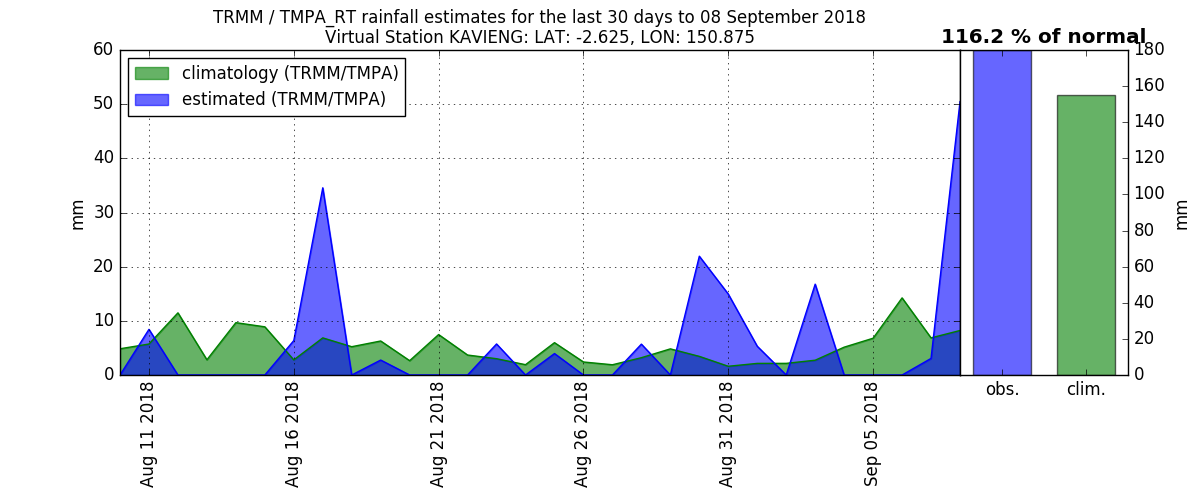 TRMM / TMPA_RT rainfall estimates for the last 30 days to 08 September 2018
Virtual Station KAVIENG: LAT: -2.625, LON: 150.875
116.2 % of normal
climatology (TRMM/TMPA)
estimated (TRMM/TMPA)
60
50
40
30
20
10
0
mm
Aug 11 2018
Aug 16 2018
Aug 21 2018
Aug 26 2018
Aug 31 2018
Sep 05 2018
180
160
140
120
100
80
60
40
20
0
mm
obs.
clim.